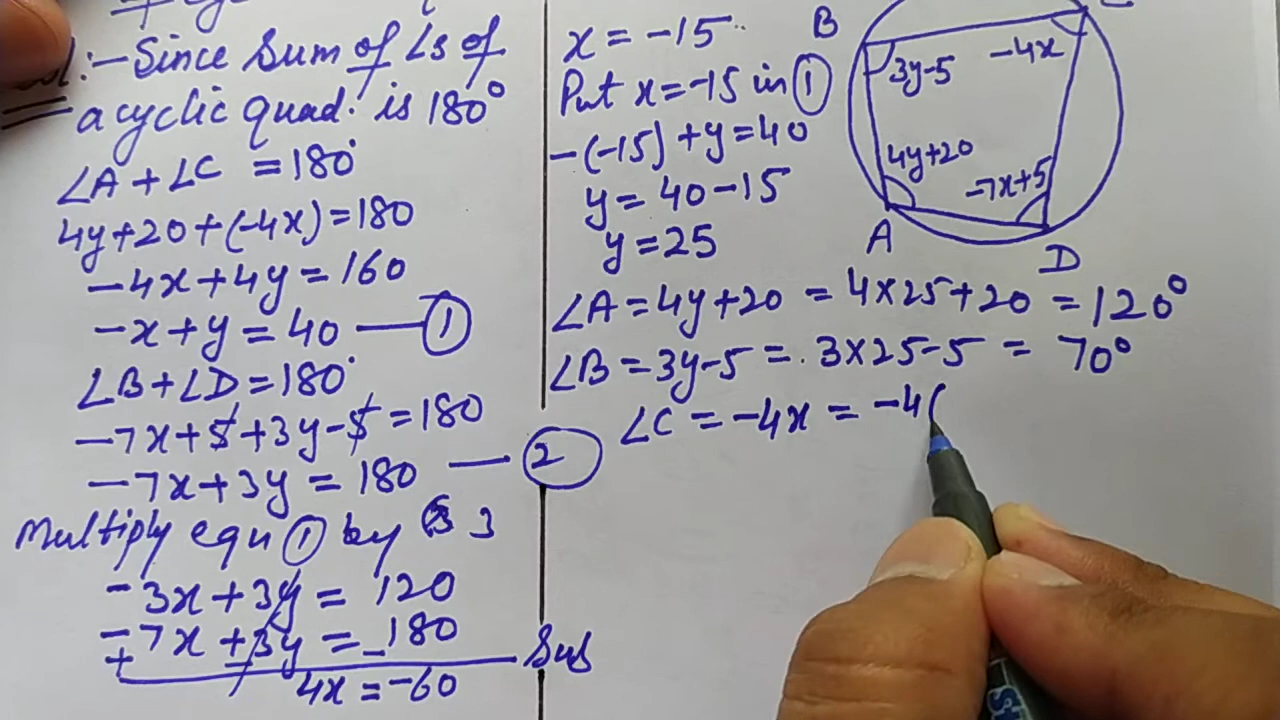 :- Since Sum of ∠s of
a cyclic quad. is 180°
∠A + ∠C = 180°
4y+20+(-4x)=180
-4x+4y=160
-x+y=40 — 1
∠B+∠D=180°
-7x+5+3y-5=180
-7x+3y=180 — 2
Multiply equ 1 by 3
-3x+3y=120
-7x+3y=180
+ - -
Sub
4x=-60
x=-15
Put x=-15 in 1
-(-15)+y=40
y=40-15
y=25
B
3y-5
-4x
4y+20
-7x+5
A
D
∠A=4y+20=4×25+20=120°
∠B=3y-5=3×25-5=70°
∠C=-4x=-4(